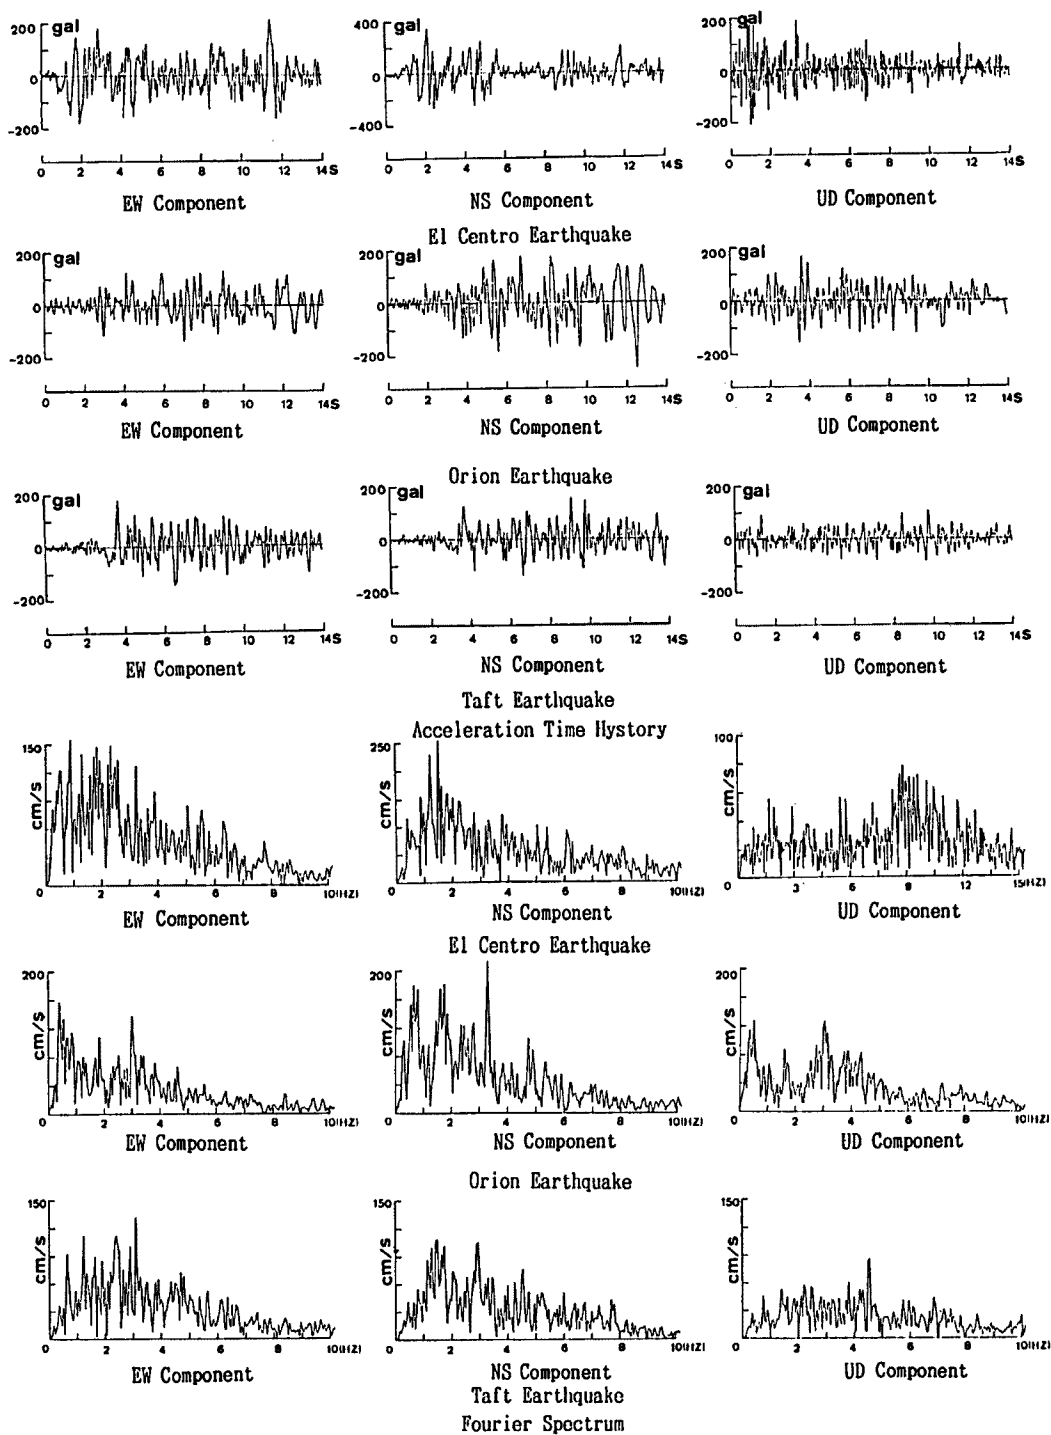 200 gal 400 gal 200 gal
0 0 0
-200 -400 -200
0 2 4 6 8 10 12 14S 0 2 4 6 8 10 12 14S 0 2 4 6 8 10 12 14S
EW Component NS Component UD Component
El Centro Earthquake
200 gal 200 gal 200 gal
0 0 0
-200 -200 -200
0 2 4 6 8 10 12 14S 0 2 4 6 8 10 12 14S 0 2 4 6 8 10 12 14S
EW Component NS Component UD Component
Orion Earthquake
200 gal 200 gal 200 gal
0 0 0
-200 -200 -200
0 2 4 6 8 10 12 14S 0 2 4 6 8 10 12 14S 0 2 4 6 8 10 12 14S
EW Component NS Component UD Component
Taft Earthquake
Acceleration Time Hystory
150 250 100
cm/s cm/s cm/s
0 2 4 6 8 10(HZ) 0 2 4 6 8 10(HZ) 0 3 6 9 12 15(HZ)
EW Component NS Component UD Component
El Centro Earthquake
200 200 200
cm/s cm/s cm/s
0 2 4 6 8 10(HZ) 0 2 4 6 8 10(HZ) 0 2 4 6 8 10(HZ)
EW Component NS Component UD Component
Orion Earthquake
150 150 150
cm/s cm/s cm/s
0 2 4 6 8 10(HZ) 0 2 4 6 8 10(HZ) 0 2 4 6 8 10(HZ)
EW Component NS Component UD Component
Taft Earthquake
Fourier Spectrum